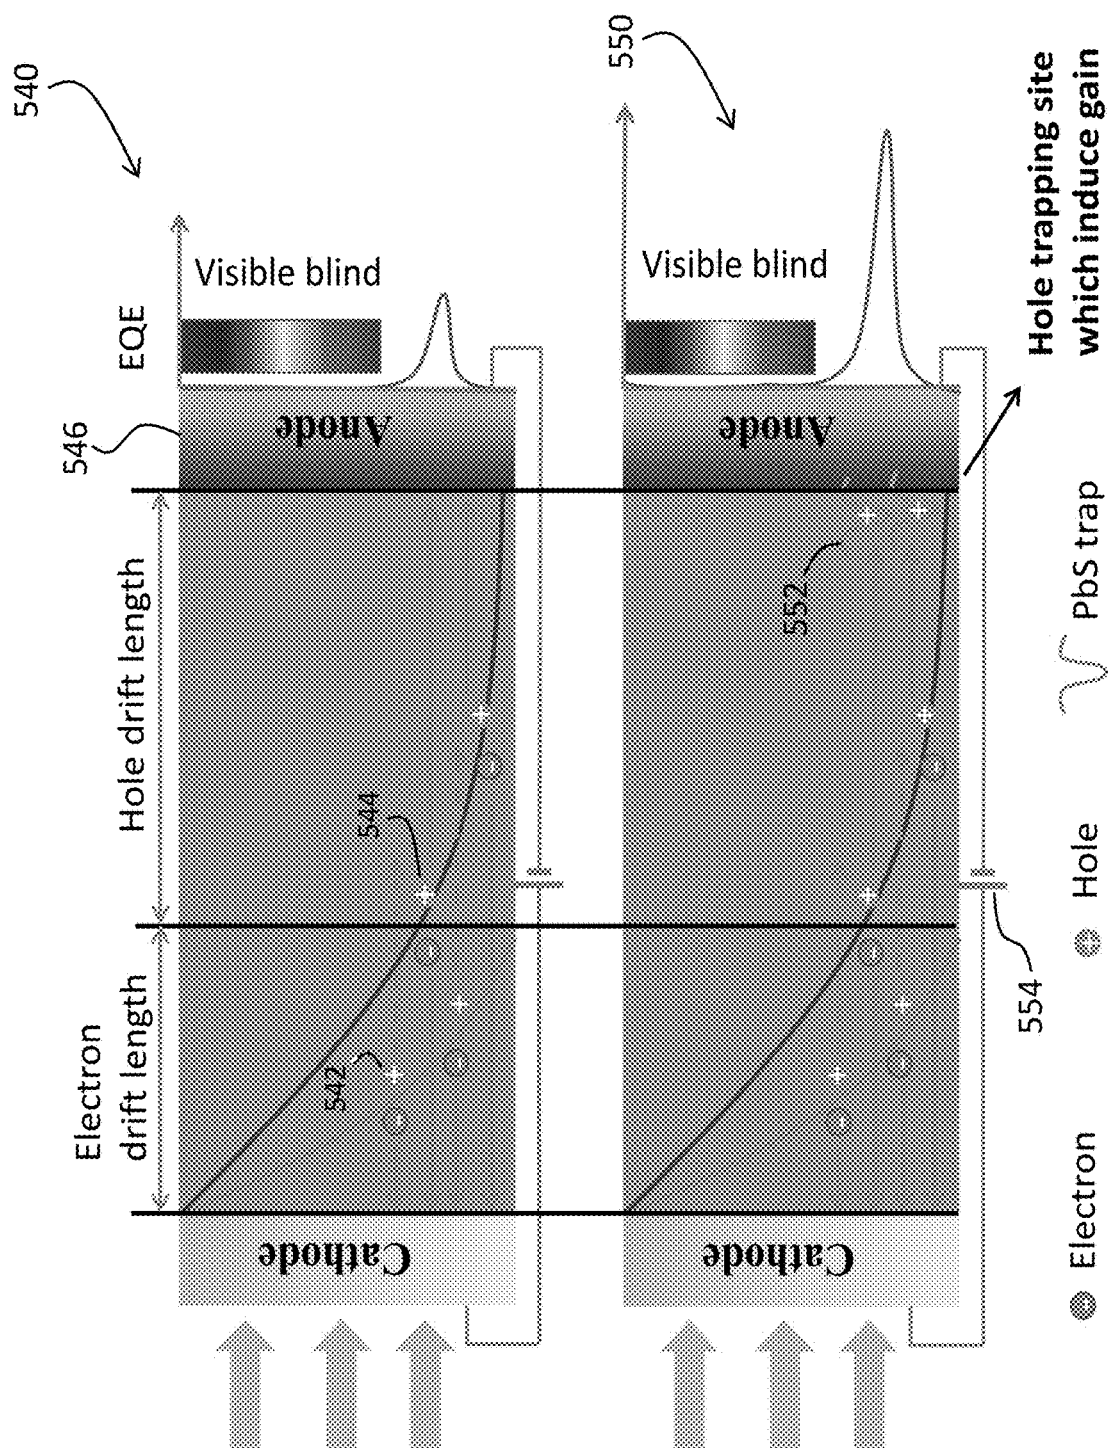 540
EQE
Visible blind
546
Anode
Hole drift length
Electron
drift length
544
542
Cathode
550
Visible blind
Anode
552
Cathode
554
Hole trapping site
which induce gain
Electron
Hole
PbS trap